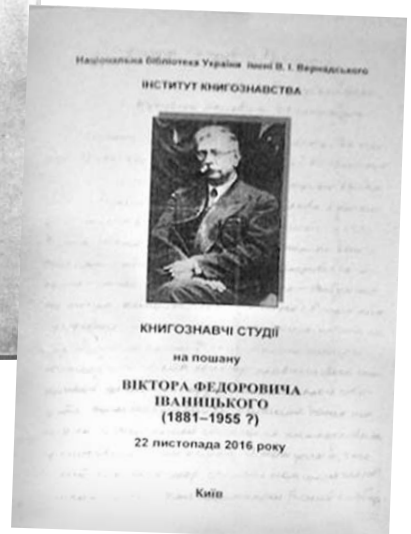 Національна бібліотека України імені В. І. Вернадського
ІНСТИТУТ КНИГОЗНАВСТВА
КНИГОЗНАВЧІ СТУДІЇ
на пошану
ВІКТОРА ФЕДОРОВИЧА
ІВАНИЦЬКОГО
(1881–1955 ?)
22 листопада 2016 року
Київ